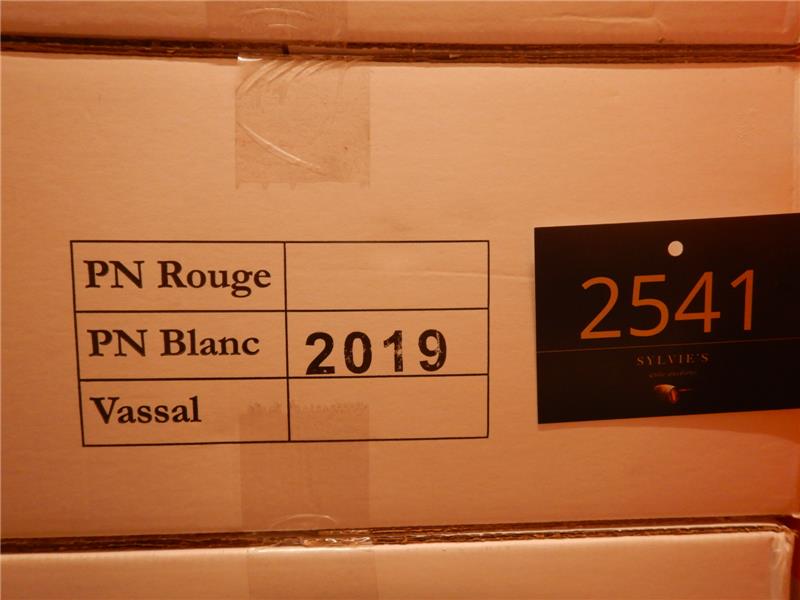 PN Rouge
PN Blanc 2019
Vassal
2541
SYLVIE'S